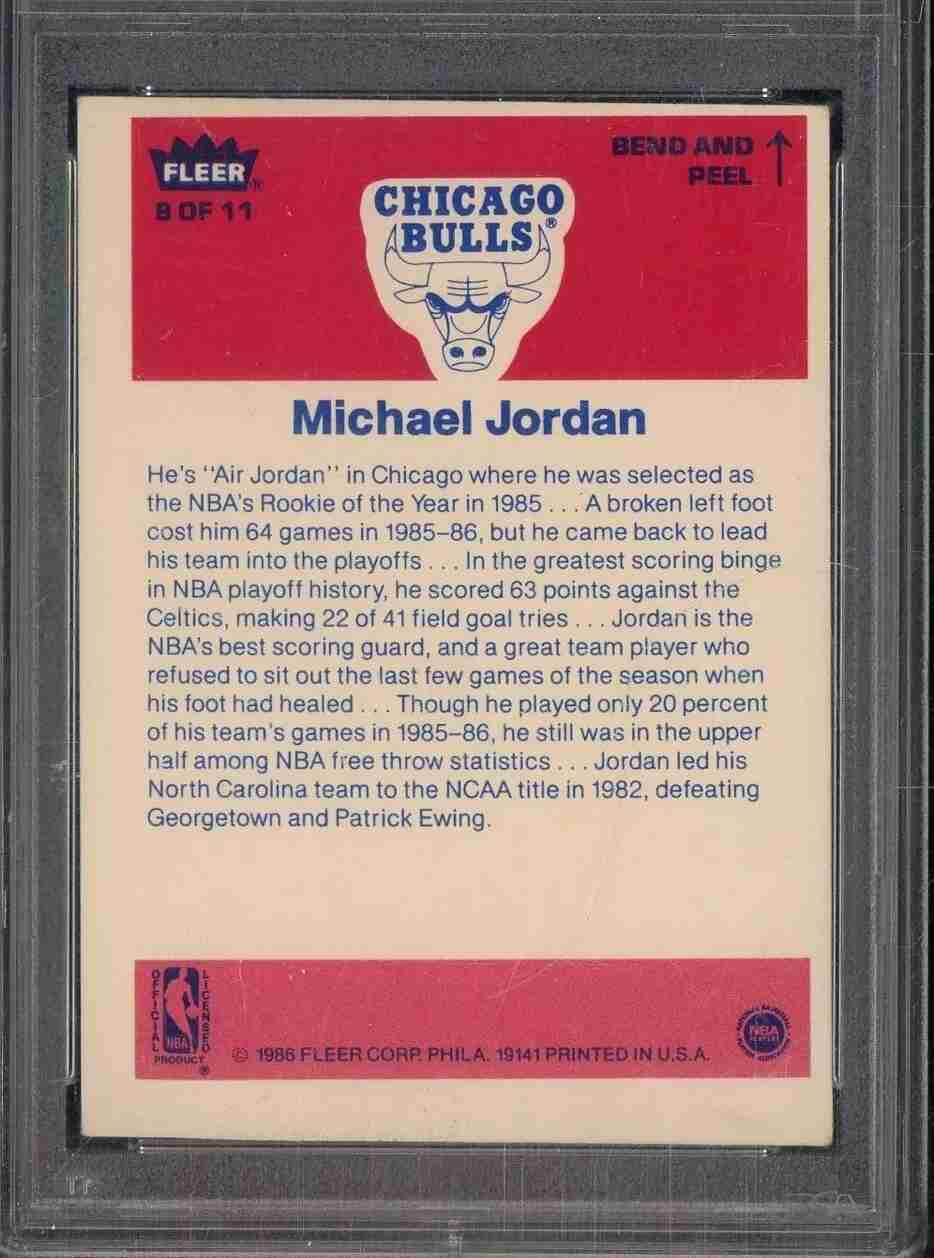 FLEER®
8 OF 11
BEND AND
PEEL
CHICAGO
BULLS®
Michael Jordan
He's "Air Jordan" in Chicago where he was selected as
the NBA's Rookie of the Year in 1985 . . . A broken left foot
cost him 64 games in 1985–86, but he came back to lead
his team into the playoffs . . . In the greatest scoring binge
in NBA playoff history, he scored 63 points against the
Celtics, making 22 of 41 field goal tries . . . Jordan is the
NBA's best scoring guard, and a great team player who
refused to sit out the last few games of the season when
his foot had healed . . . Though he played only 20 percent
of his team's games in 1985–86, he still was in the upper
half among NBA free throw statistics . . . Jordan led his
North Carolina team to the NCAA title in 1982, defeating
Georgetown and Patrick Ewing.
OFFICIAL
LICENSED
NBA
PRODUCT
®
© 1986 FLEER CORP. PHILA. 19141 PRINTED IN U.S.A.
NATIONAL BASKETBALL
NBA
PLAYERS